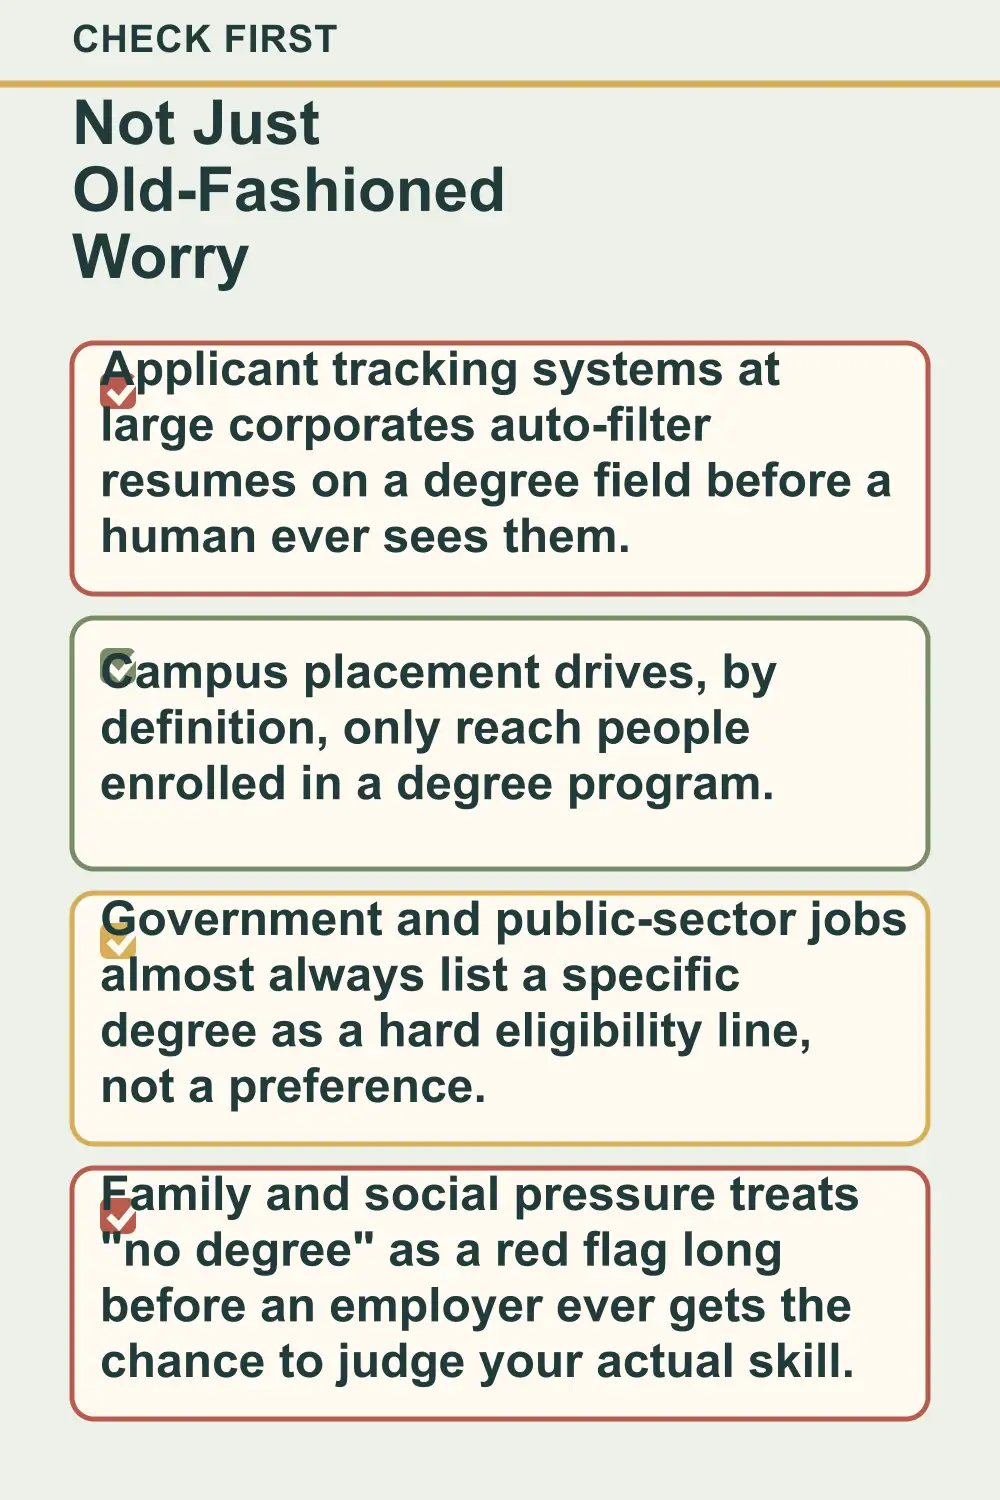 CHECK FIRST
Not Just
Old-Fashioned
Worry
Applicant tracking systems at
large corporates auto-filter
resumes on a degree field before a
human ever sees them.
Campus placement drives, by
definition, only reach people
enrolled in a degree program.
Government and public-sector jobs
almost always list a specific
degree as a hard eligibility line,
not a preference.
Family and social pressure treats
"no degree" as a red flag long
before an employer ever gets the
chance to judge your actual skill.